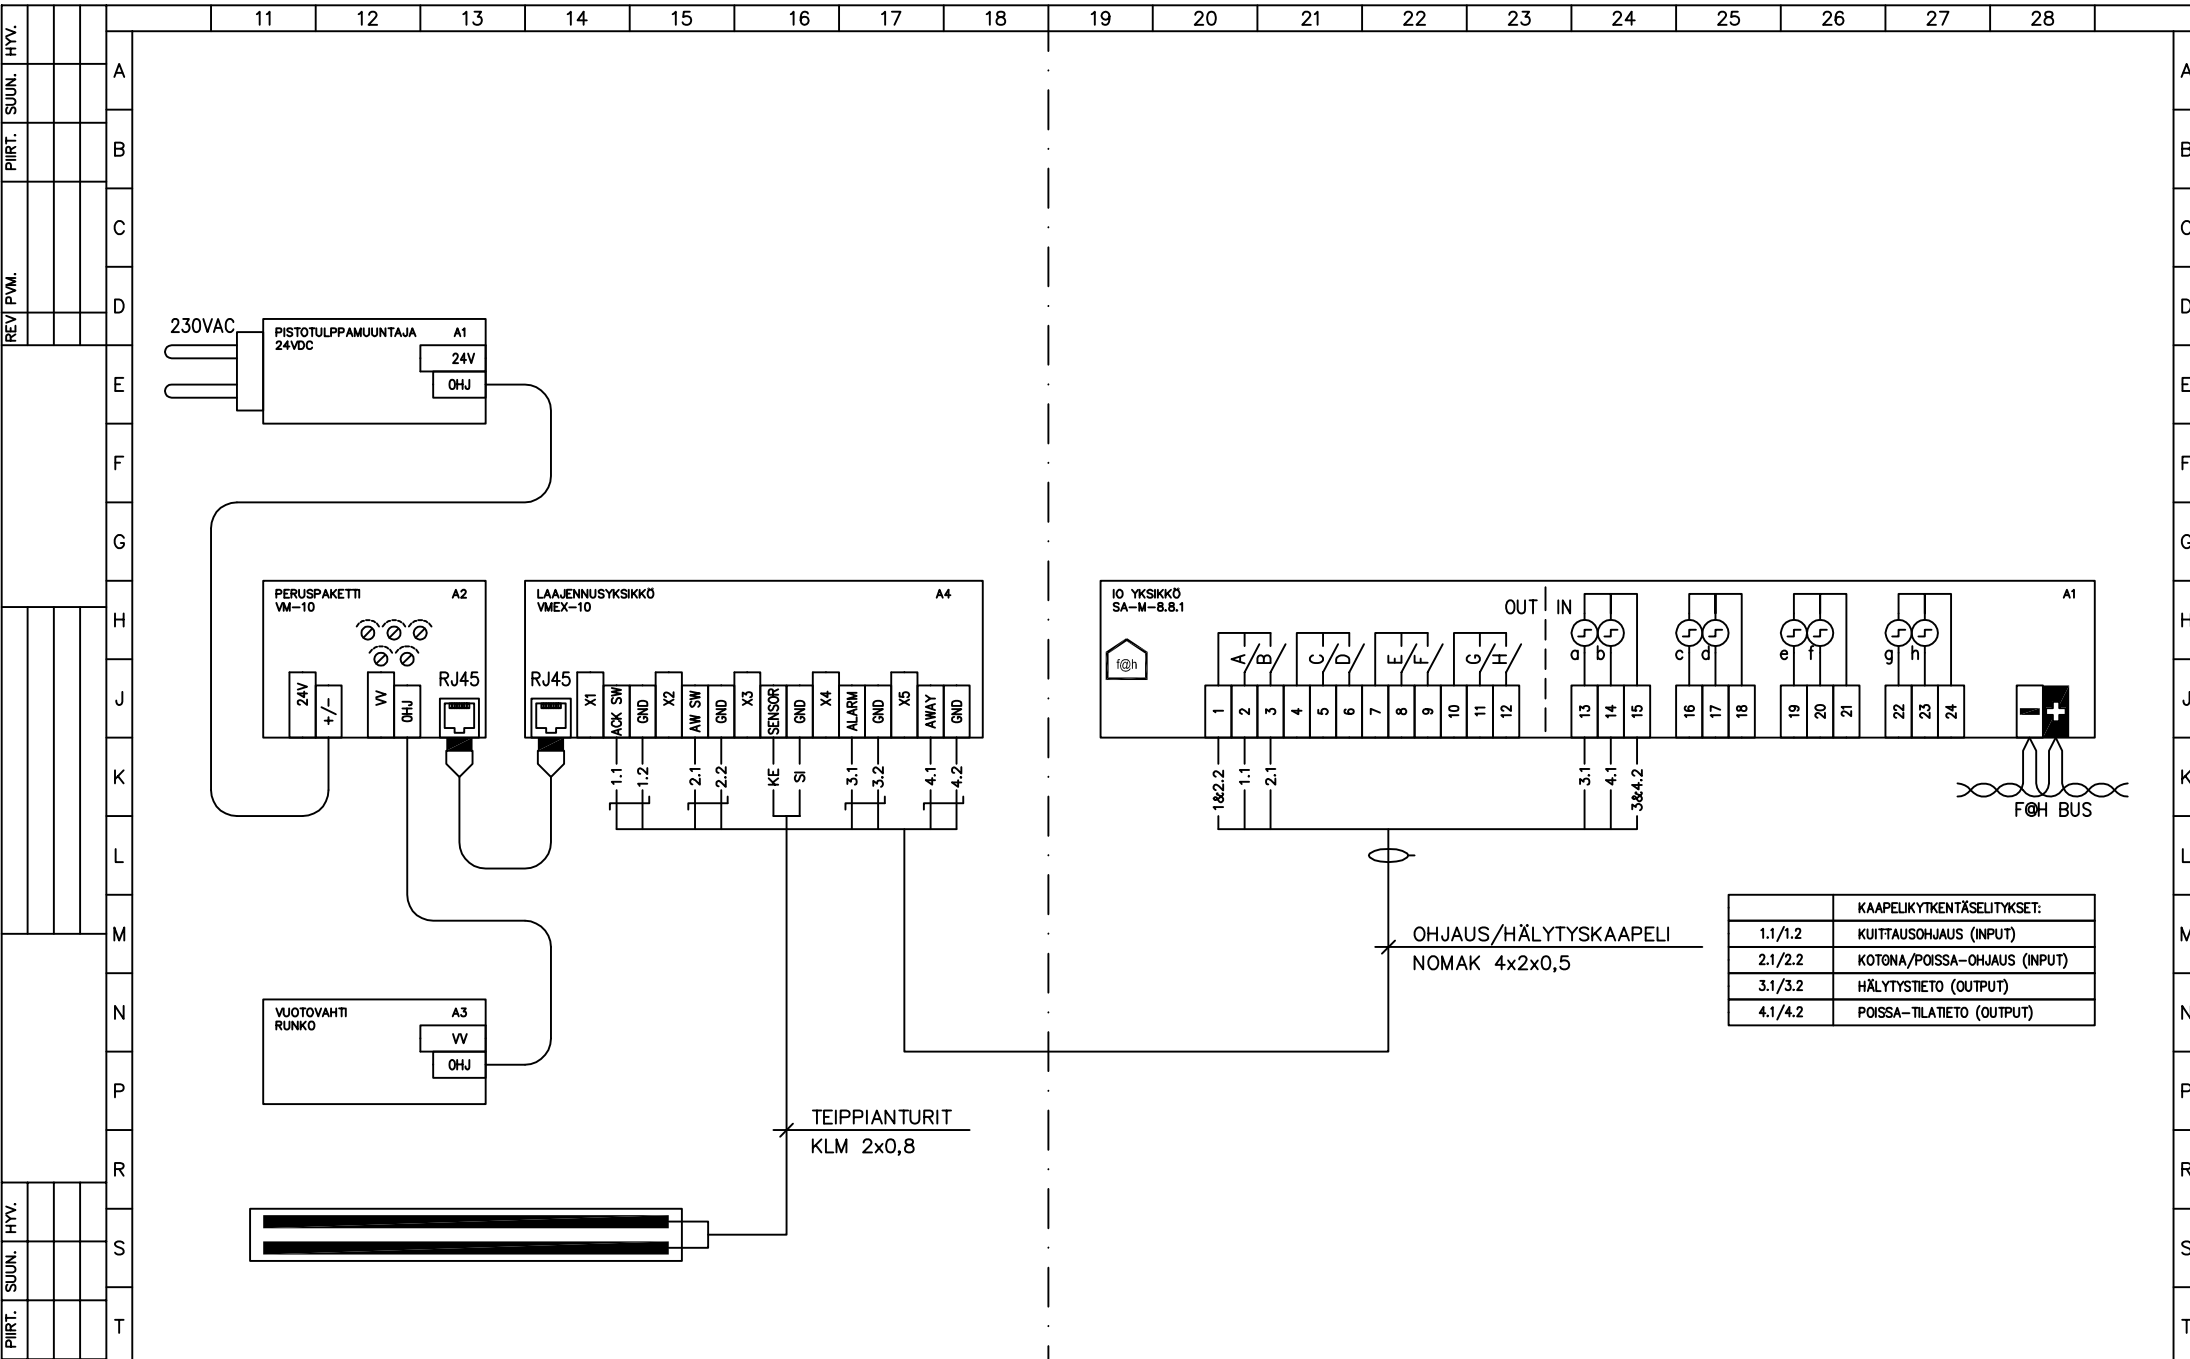 11 12 13 14 15 16 17 18 19 20 21 22 23 24 25 26 27 28
HYV.
SUUN.
PIIRT.
PVM.
REV
HYV.
SUUN.
PIIRT.
A A
B B
C C
D D
E E
F F
G G
H H
J J
K K
L L
M M
N N
P P
R R
S S
T T
230VAC
PISTOTULPPAMUUNTAJA A1
24VDC
24V
OHJ
PERUSPAKETTI A2
VM-10
24V
+/-
VV
OHJ
RJ45
LAAJENNUSYKSIKKÖ A4
VMEX-10
RJ45
X1 ACK SW GND X2 AW SW GND X3 SENSOR GND X4 ALARM GND X5 AWAY GND
1.1 1.2 2.1 2.2 KE SI 3.1 3.2 4.1 4.2
IO YKSIKKÖ A1
SA-M-8.8.1
f@h
OUT IN
A B C D E F G H
a b c d e f g h
1 2 3 4 5 6 7 8 9 10 11 12 13 14 15 16 17 18 19 20 21 22 23 24 - +
1&2.2 1.1 2.1 3.1 4.1 3&4.2
F@H BUS
OHJAUS/HÄLYTYSKAAPELI
NOMAK 4x2x0,5
KAAPELIKYTKENTÄSELITYKSET:
1.1/1.2 KUITTAUSOHJAUS (INPUT)
2.1/2.2 KOTONA/POISSA-OHJAUS (INPUT)
3.1/3.2 HÄLYTYSTIETO (OUTPUT)
4.1/4.2 POISSA-TILATIETO (OUTPUT)
VUOTOVAHTI A3
RUNKO
VV
OHJ
TEIPPIANTURIT
KLM 2x0,8